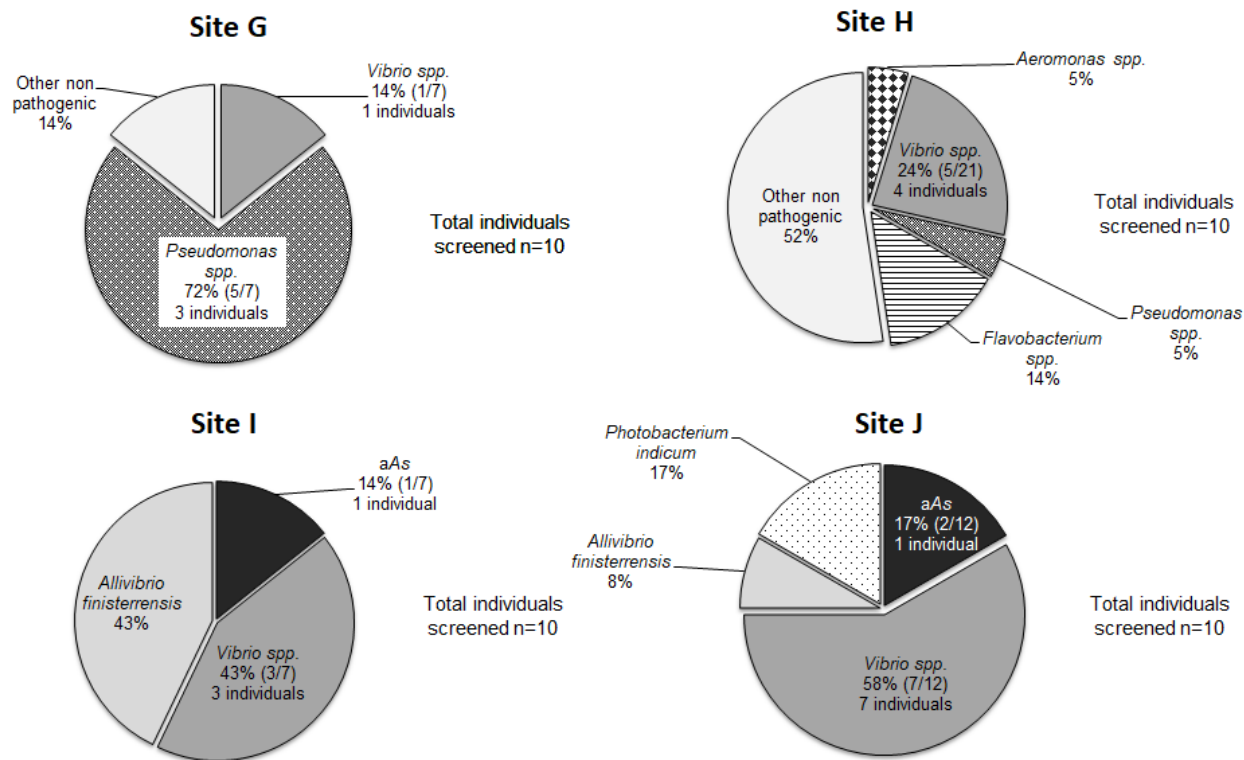 Site G
Other non
pathogenic
14%
Vibrio spp.
14% (1/7)
1 individuals
Pseudomonas
spp.
72% (5/7)
3 individuals
Total individuals
screened n=10
Site H
Aeromonas spp.
5%
Vibrio spp.
24% (5/21)
4 individuals
Other non
pathogenic
52%
Total individuals
screened n=10
Pseudomonas
spp.
5%
Flavobacterium
spp.
14%
Site I
aAs
14% (1/7)
1 individual
Allivibrio
finisterrensis
43%
Vibrio spp.
43% (3/7)
3 individuals
Total individuals
screened n=10
Site J
Photobacterium
indicum
17%
aAs
17% (2/12)
1 individual
Allivibrio
finisterrensis
8%
Vibrio spp.
58% (7/12)
7 individuals
Total individuals
screened n=10